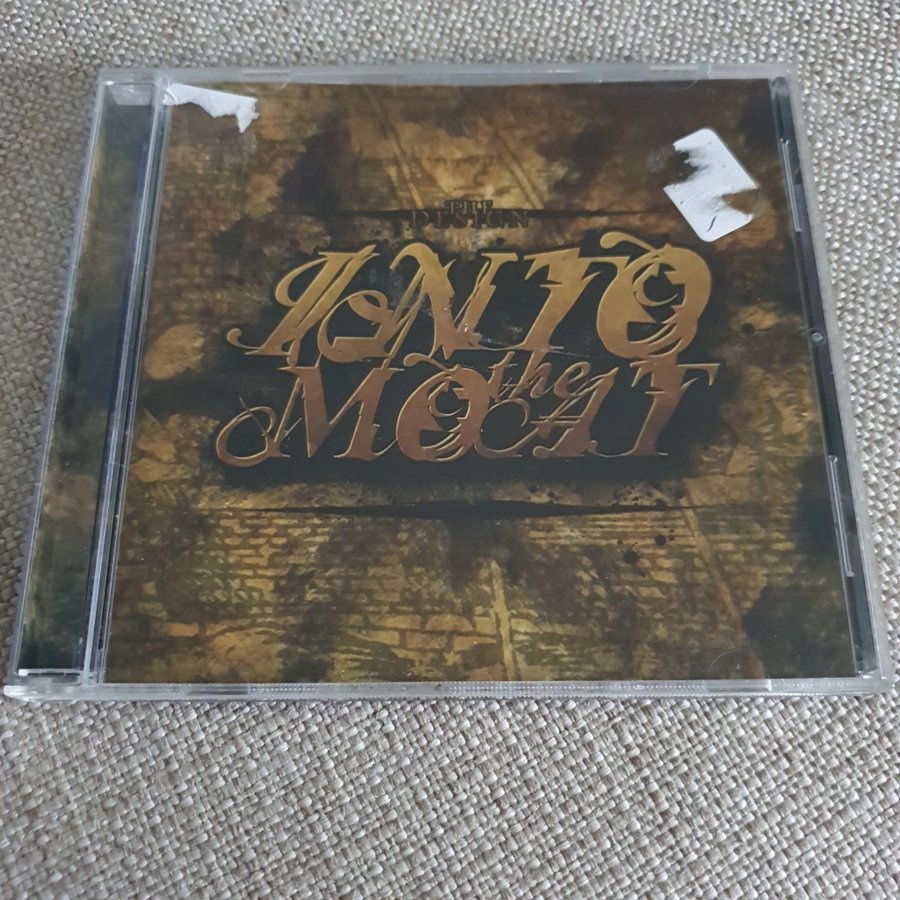 THE
DESIGN
INTO
the
MOAT